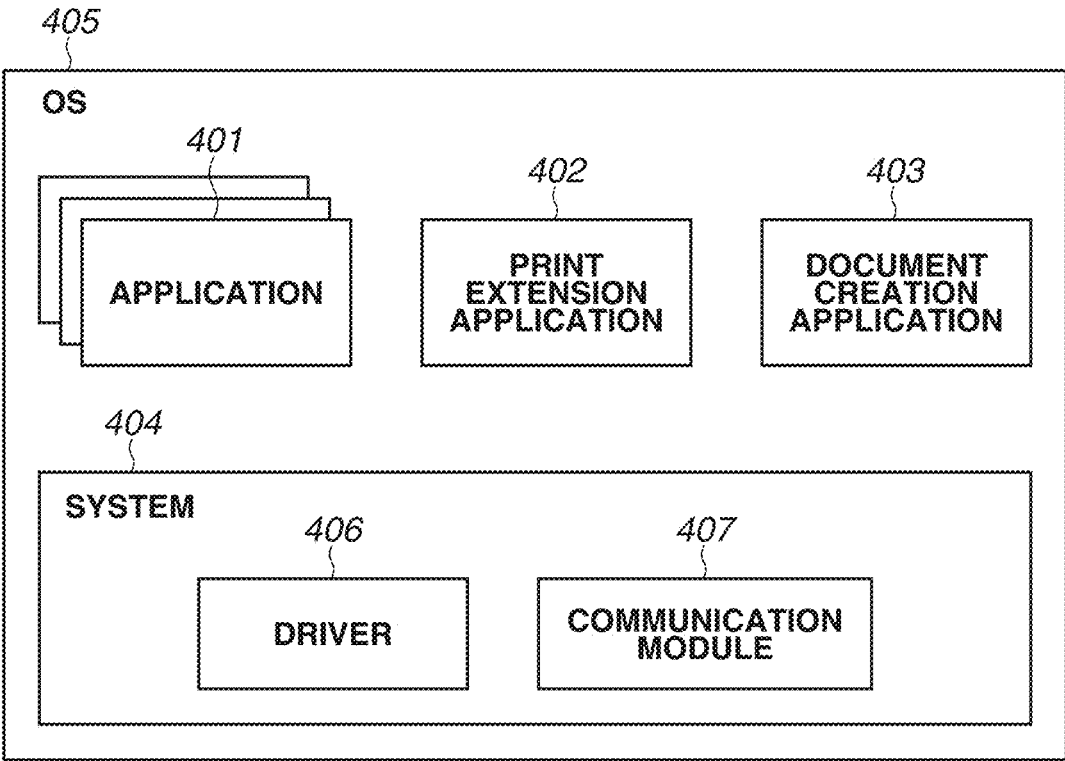 405
OS
401
402
403
APPLICATION
PRINT
EXTENSION
APPLICATION
DOCUMENT
CREATION
APPLICATION
404
SYSTEM
406
407
DRIVER
COMMUNICATION
MODULE